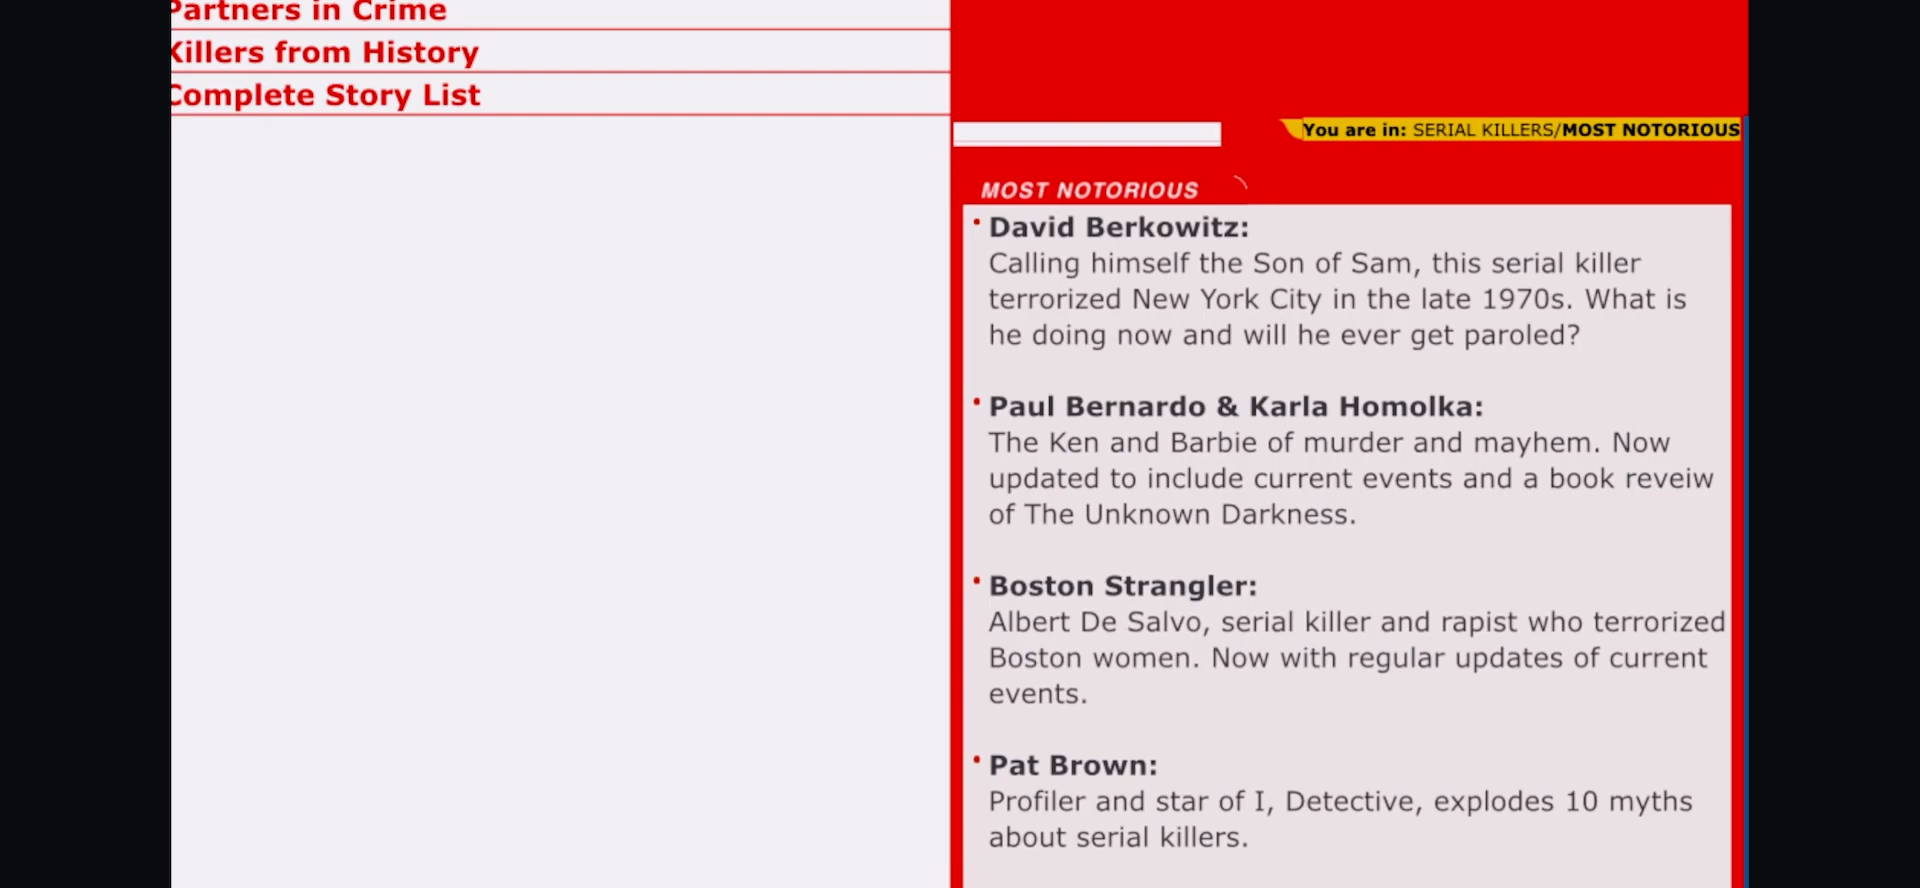 Partners in Crime
Killers from History
Complete Story List
You are in: SERIAL KILLERS/MOST NOTORIOUS
MOST NOTORIOUS
David Berkowitz:
Calling himself the Son of Sam, this serial killer
terrorized New York City in the late 1970s. What is
he doing now and will he ever get paroled?
Paul Bernardo & Karla Homolka:
The Ken and Barbie of murder and mayhem. Now
updated to include current events and a book reveiw
of The Unknown Darkness.
Boston Strangler:
Albert De Salvo, serial killer and rapist who terrorized
Boston women. Now with regular updates of current
events.
Pat Brown:
Profiler and star of I, Detective, explodes 10 myths
about serial killers.